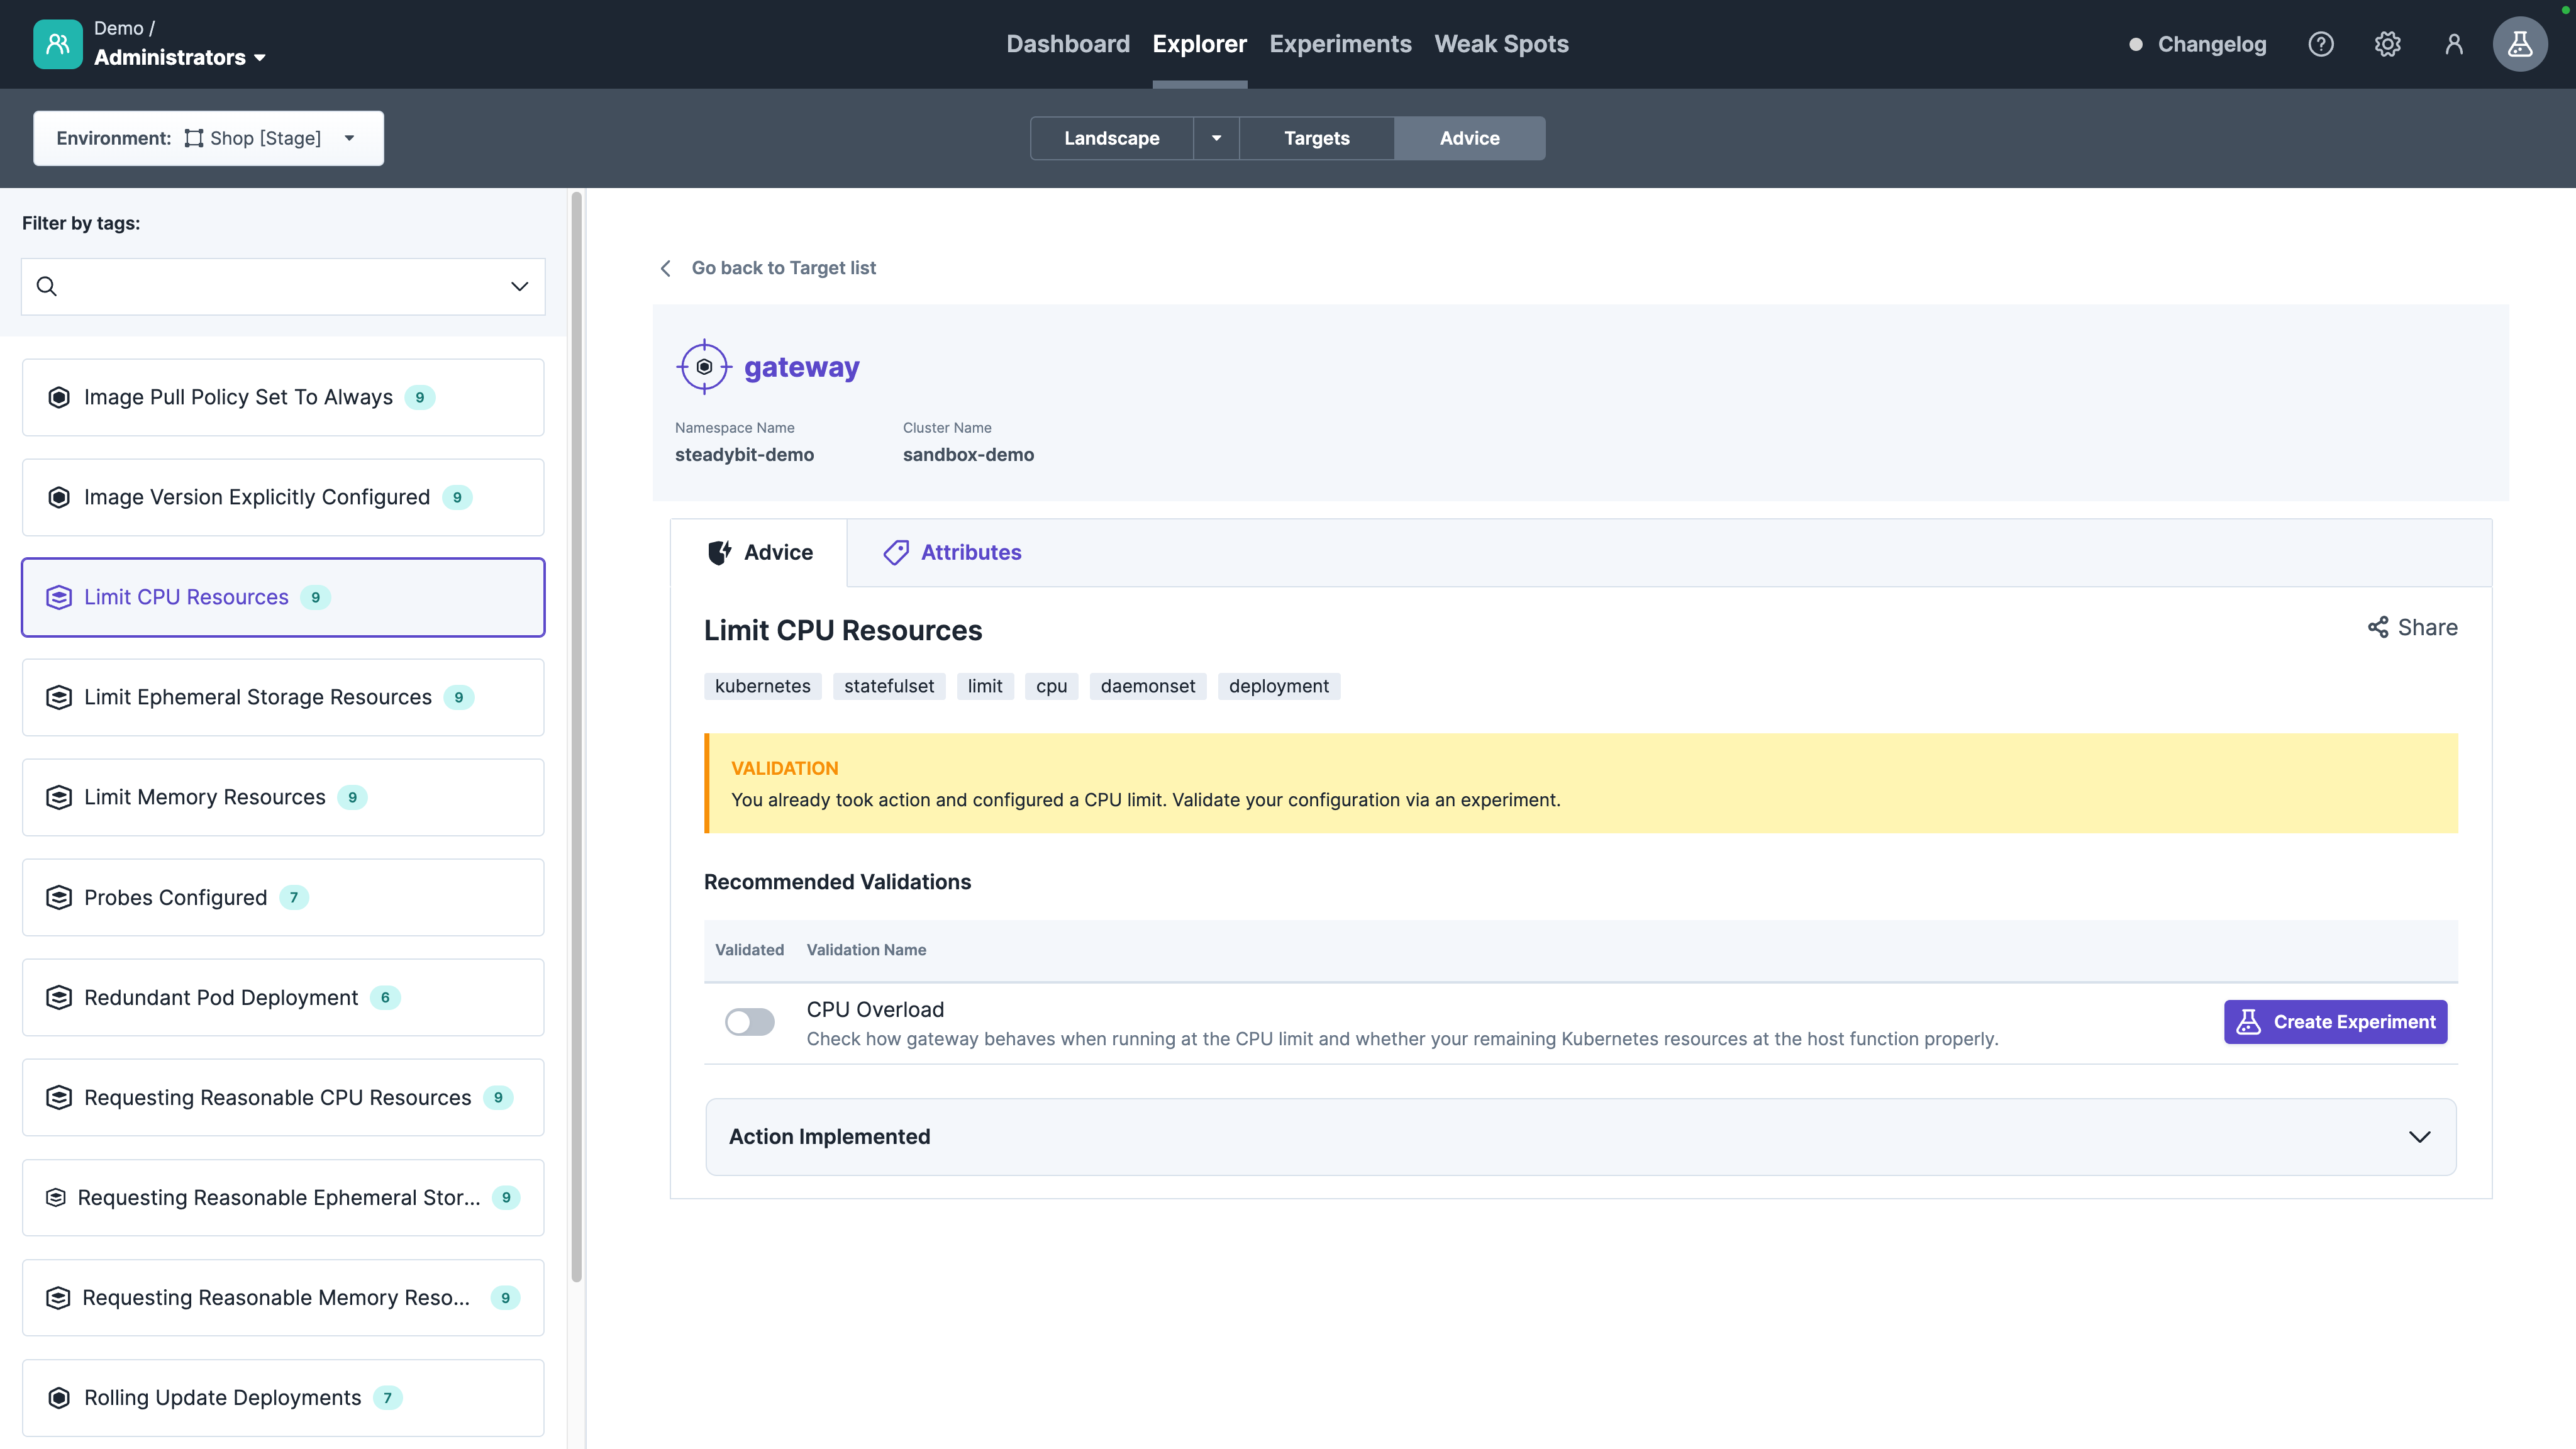 Demo /
Administrators
Dashboard Explorer Experiments Weak Spots
Changelog
Environment: Shop [Stage]
Landscape Targets Advice
Filter by tags:
Image Pull Policy Set To Always 9
Image Version Explicitly Configured 9
Limit CPU Resources 9
Limit Ephemeral Storage Resources 9
Limit Memory Resources 9
Probes Configured 7
Redundant Pod Deployment 6
Requesting Reasonable CPU Resources 9
Requesting Reasonable Ephemeral Stor... 9
Requesting Reasonable Memory Reso... 9
Rolling Update Deployments 7
Go back to Target list
gateway
Namespace Name Cluster Name
steadybit-demo sandbox-demo
Advice Attributes
Limit CPU Resources
Share
kubernetes statefulset limit cpu daemonset deployment
VALIDATION
You already took action and configured a CPU limit. Validate your configuration via an experiment.
Recommended Validations
Validated Validation Name
CPU Overload
Check how gateway behaves when running at the CPU limit and whether your remaining Kubernetes resources at the host function properly.
Create Experiment
Action Implemented